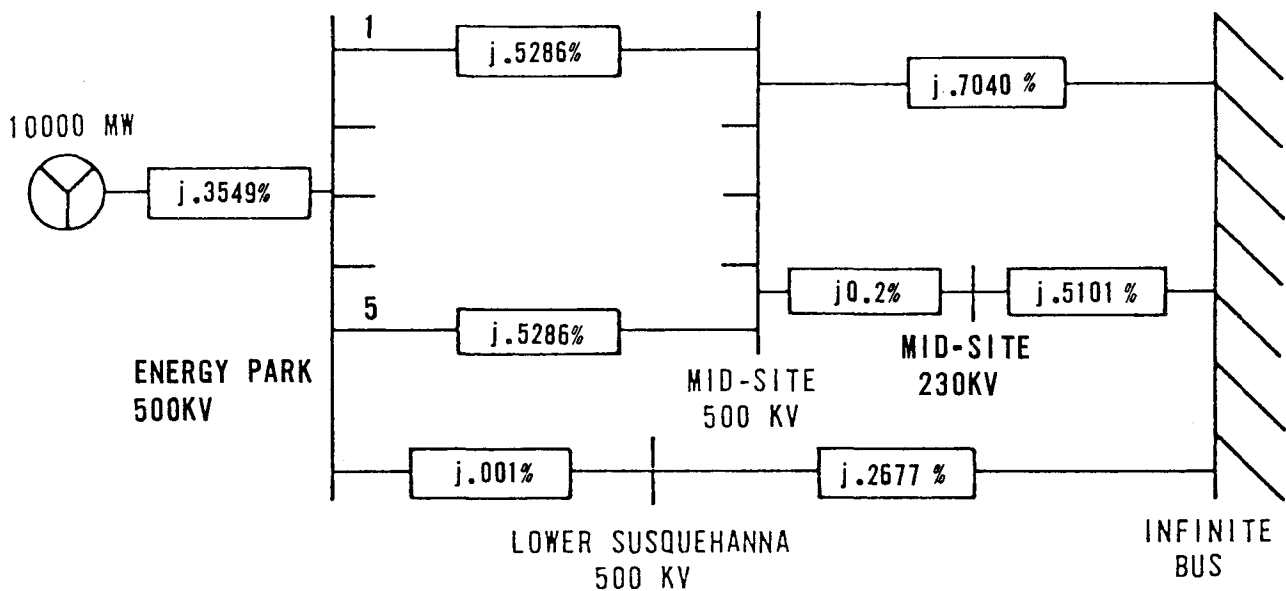 1
j.5286%
j.7040 %
10000 MW
j.3549%
5
j.5286%
j0.2%
j.5101 %
ENERGY PARK
500KV
MID-SITE
500 KV
MID-SITE
230KV
j.001%
j.2677 %
LOWER SUSQUEHANNA
500 KV
INFINITE
BUS